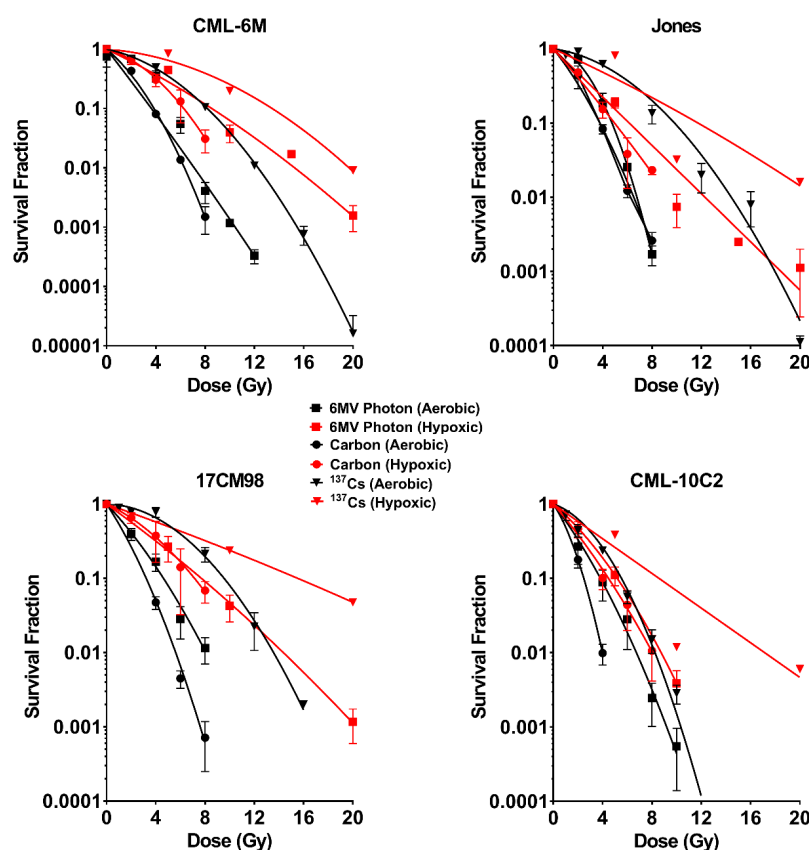 CML-6M
Survival Fraction
1
0.1
0.01
0.001
0.0001
0.00001
0 4 8 12 16 20
Dose (Gy)
Jones
Survival Fraction
1
0.1
0.01
0.001
0.0001
0 4 8 12 16 20
Dose (Gy)
6MV Photon (Aerobic)
6MV Photon (Hypoxic)
Carbon (Aerobic)
Carbon (Hypoxic)
¹³⁷Cs (Aerobic)
¹³⁷Cs (Hypoxic)
17CM98
Survival Fraction
1
0.1
0.01
0.001
0.0001
0 4 8 12 16 20
Dose (Gy)
CML-10C2
Survival Fraction
1
0.1
0.01
0.001
0.0001
0 4 8 12 16 20
Dose (Gy)